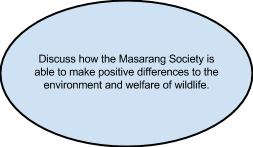 Discuss how the Masarang Society is
able to make positive differences to the
environment and welfare of wildlife.